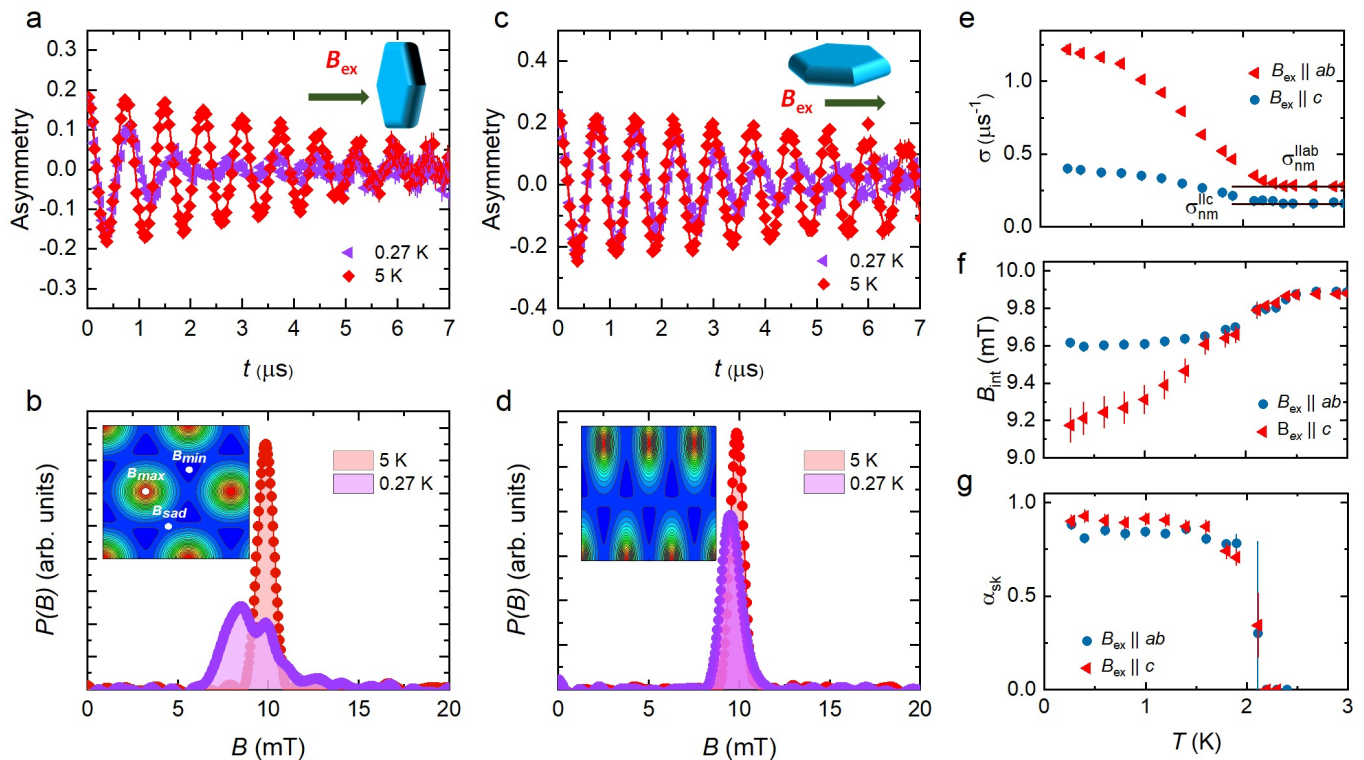 a
0.3
0.2
0.1
0.0
-0.1
-0.2
-0.3
Asymmetry
B_ex
0.27 K
5 K
0 1 2 3 4 5 6 7
t (μs)
b
P(B) (arb. units)
B_max
B_min
B_sad
5 K
0.27 K
0 5 10 15 20
B (mT)
c
0.4
0.2
0.0
-0.2
-0.4
Asymmetry
B_ex
0.27 K
5 K
0 1 2 3 4 5 6 7
t (μs)
d
P(B) (arb. units)
5 K
0.27 K
0 5 10 15 20
B (mT)
e
1.0
0.5
0.0
σ (μs⁻¹)
B_ex || ab
B_ex || c
σ_nm^||ab
σ_nm^||c
f
10.0
9.8
9.6
9.4
9.2
9.0
B_int (mT)
B_ex || ab
B_ex || c
g
1.0
0.5
0.0
α_sk
B_ex || ab
B_ex || c
0 1 2 3
T (K)